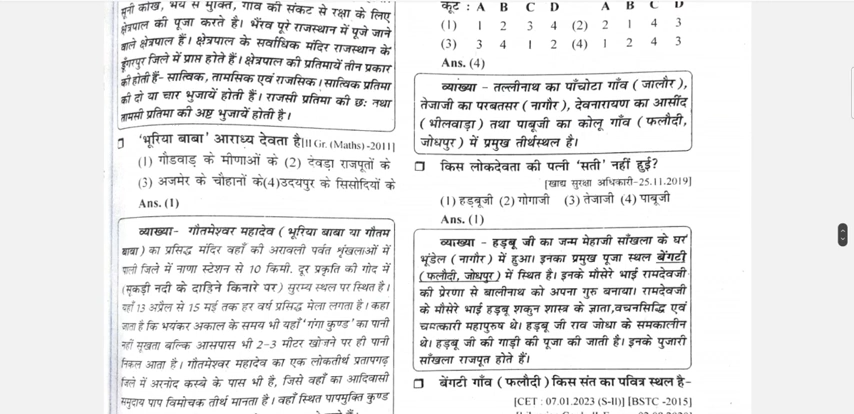 सूनी कोख, भय से मुक्ति, गाँव की संकट से रक्षा के लिए
क्षेत्रपाल की पूजा करते है। भैरव पूरे राजस्थान में पूजे जाने
वाले क्षेत्रपाल हैं। क्षेत्रपाल के सर्वाधिक मंदिर राजस्थान के
डूँगरपुर जिले में प्राप्त होते हैं। क्षेत्रपाल की प्रतिमायें तीन प्रकार
की होती हैं- सात्विक, तामसिक एवं राजसिक। सात्विक प्रतिमा
की दो या चार भुजायें होती हैं। राजसी प्रतिमा की छः तथा
तामसी प्रतिमा की अष्ट भुजायें होती है।
'भूरिया बाबा' आराध्य देवता है[II Gr. (Maths) -2011]
(1) गौडवाड़ के मीणाओं के (2) देवड़ा राजपूतों के
(3) अजमेर के चौहानों के(4)उदयपुर के सिसोदियों के
Ans. (1)
व्याख्या- गौतमेश्वर महादेव ( भूरिया बाबा या गौतम
बाबा ) का प्रसिद्ध मंदिर वहाँ की अरावली पर्वत शृंखलाओं में
पाली जिले में नाणा स्टेशन से 10 किमी. दूर प्रकृति की गोद में
(सूकड़ी नदी के दाहिने किनारे पर) सुरम्य स्थल पर स्थित है।
यहाँ 13 अप्रैल से 15 मई तक हर वर्ष प्रसिद्ध मेला लगता है। कहा
जाता है कि भयंकर अकाल के समय भी वहाँ 'गंगा कुण्ड' का पानी
नहीं सूखता बल्कि आसपास भी 2-3 मीटर खोजने पर ही पानी
निकल आता है। गौतमेश्वर महादेव का एक लोकतीर्थ प्रतापगढ़
जिले में अरनोद कस्बे के पास भी है, जिसे वहाँ का आदिवासी
समुदाय पाप विमोचक तीर्थ मानता है। वहाँ स्थित पापमुक्ति कुण्ड
कूट : A B C D A B C D
(1) 1 2 3 4 (2) 2 1 4 3
(3) 3 4 1 2 (4) 1 2 4 3
Ans. (4)
व्याख्या - तल्लीनाथ का पाँचोटा गाँव ( जालौर ),
तेजाजी का परबतसर ( नागौर ), देवनारायण का आसींद
( भीलवाड़ा ) तथा पाबूजी का कोलू गाँव ( फलौदी,
जोधपुर ) में प्रमुख तीर्थस्थल है।
किस लोकदेवता की पत्नी 'सती' नहीं हुई?
[खाद्य सुरक्षा अधिकारी-25.11.2019]
(1) हड़बूजी (2) गोगाजी (3) तेजाजी (4) पाबूजी
Ans. (1)
व्याख्या - हड़बू जी का जन्म मेहाजी साँखला के घर
भूंडेल ( नागौर ) में हुआ। इनका प्रमुख पूजा स्थल बेंगटी
( फलौदी, जोधपुर ) में स्थित है। इनके मौसेरे भाई रामदेवजी
की प्रेरणा से बालीनाथ को अपना गुरु बनाया। रामदेवजी
के मौसेरे भाई हड़बू शकुन शास्त्र के ज्ञाता,वचनसिद्धि एवं
चमत्कारी महापुरुष थे। हड़बू जी राव जोधा के समकालीन
थे। हड़बू जी की गाड़ी की पूजा की जाती है। इनके पुजारी
साँखला राजपूत होते हैं।
बेंगटी गाँव ( फलौदी ) किस संत का पवित्र स्थल है-
[CET : 07.01.2023 (S-II)] [BSTC -2015]